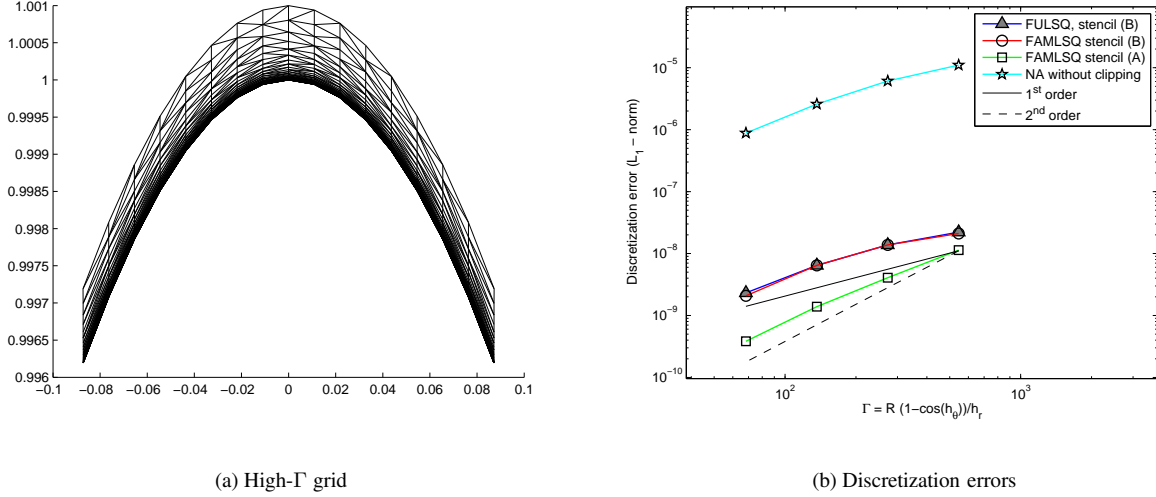 1.001
1.0005
1
0.9995
0.999
0.9985
0.998
0.9975
0.997
0.9965
0.996
−0.1 −0.08 −0.06 −0.04 −0.02 0 0.02 0.04 0.06 0.08 0.1
(a) High-Γ grid
Discretization error (L₁ − norm)
10⁻⁵
10⁻⁶
10⁻⁷
10⁻⁸
10⁻⁹
10⁻¹⁰
FULSQ, stencil (B)
FAMLSQ stencil (B)
FAMLSQ stencil (A)
NA without clipping
1ˢᵗ order
2ⁿᵈ order
10² 10³
Γ = R (1−cos(h_θ))/h_r
(b) Discretization errors